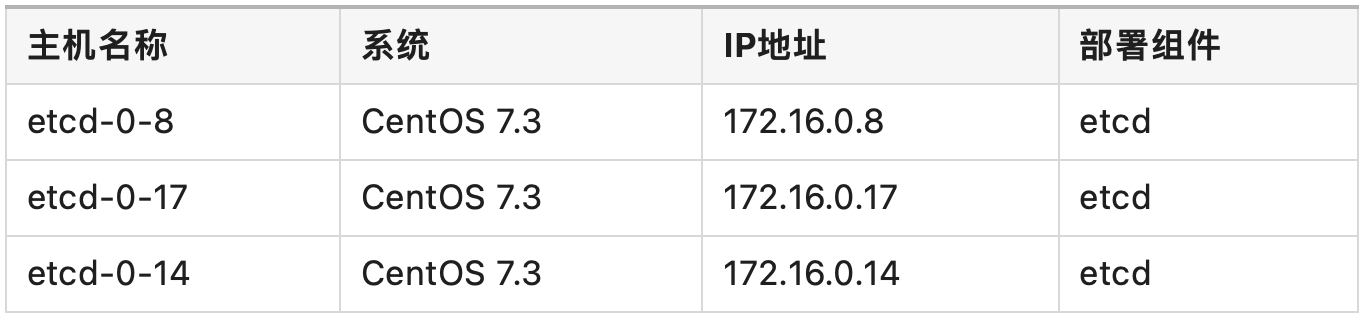 主机名称 系统 IP地址 部署组件
etcd-0-8 CentOS 7.3 172.16.0.8 etcd
etcd-0-17 CentOS 7.3 172.16.0.17 etcd
etcd-0-14 CentOS 7.3 172.16.0.14 etcd